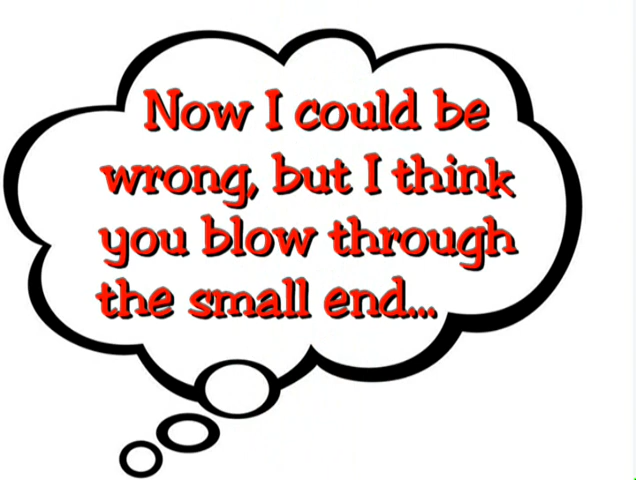 Now I could be
wrong, but I think
you blow through
the small end...